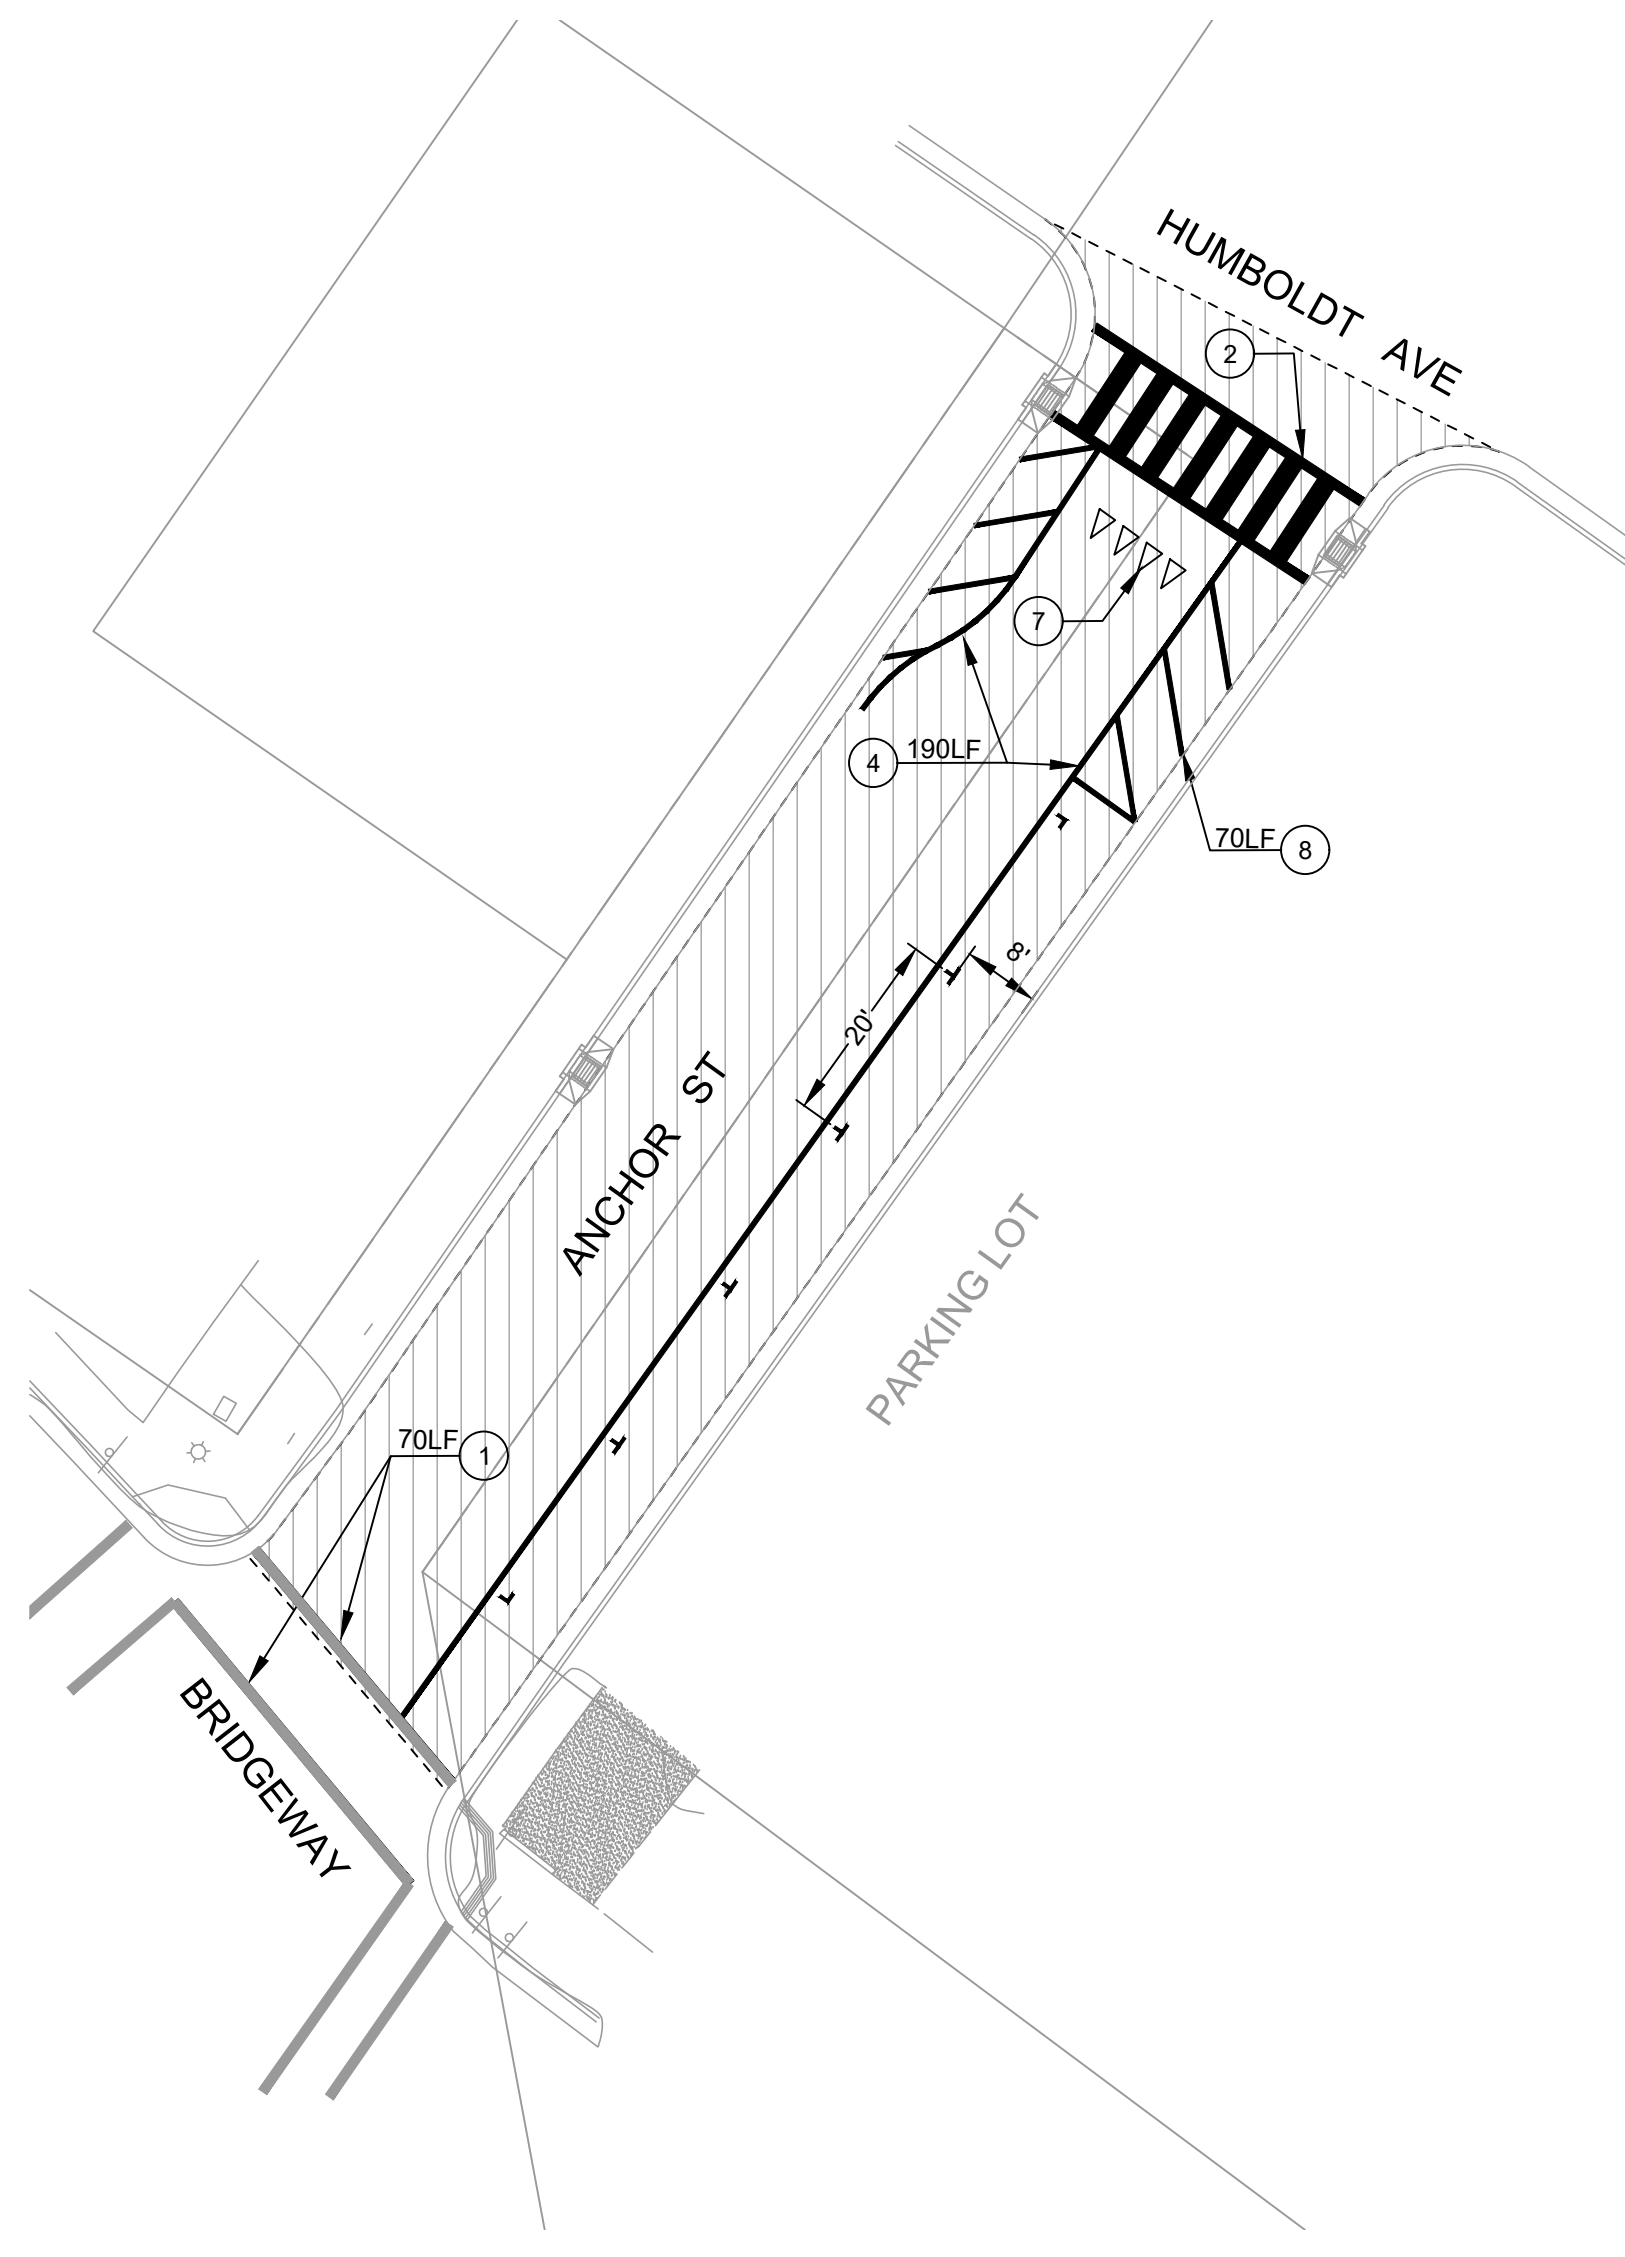 HUMBOLDT AVE
2
7
4 190LF
70LF 8
8'
20'
ANCHOR ST
PARKING LOT
70LF 1
BRIDGEWAY